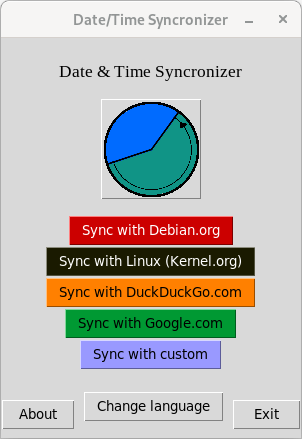 Date/Time Syncronizer
Date & Time Syncronizer
Sync with Debian.org
Sync with Linux (Kernel.org)
Sync with DuckDuckGo.com
Sync with Google.com
Sync with custom
About
Change language
Exit